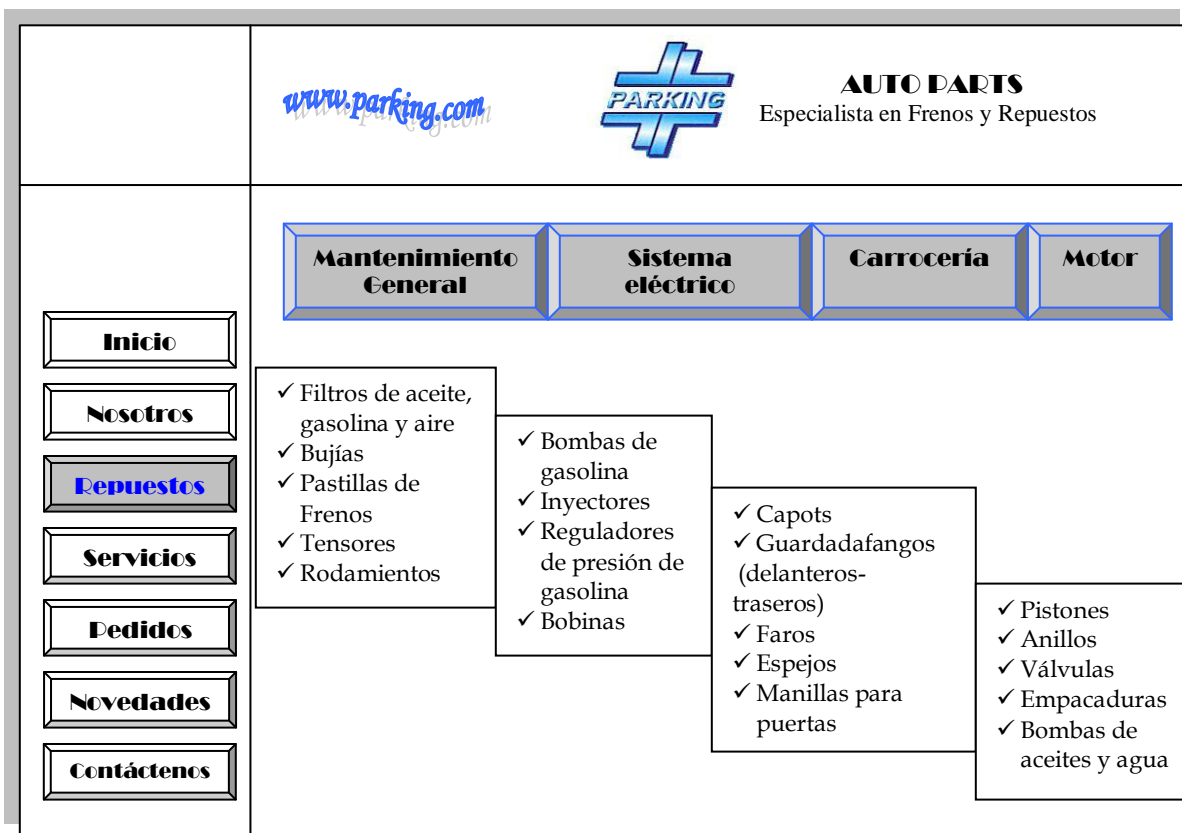 www.parking.com
PARKING
AUTO PARTS
Especialista en Frenos y Repuestos
Mantenimiento
General
Sistema
eléctrico
Carrocería
Motor
Inicio
Nosotros
Repuestos
Servicios
Pedidos
Novedades
Contáctenos
✓ Filtros de aceite,
gasolina y aire
✓ Bujías
✓ Pastillas de
Frenos
✓ Tensores
✓ Rodamientos
✓ Bombas de
gasolina
✓ Inyectores
✓ Reguladores
de presión de
gasolina
✓ Bobinas
✓ Capots
✓ Guardadafangos
(delanteros-
traseros)
✓ Faros
✓ Espejos
✓ Manillas para
puertas
✓ Pistones
✓ Anillos
✓ Válvulas
✓ Empacaduras
✓ Bombas de
aceites y agua